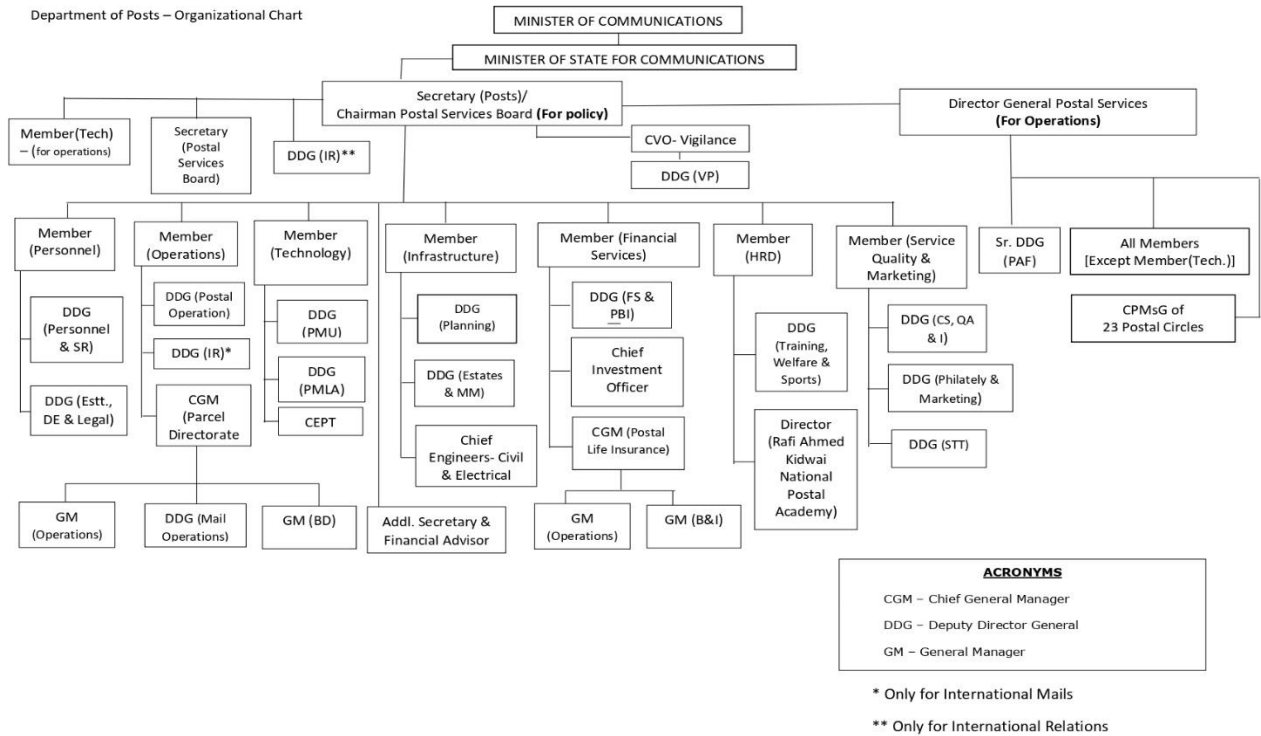 Department of Posts – Organizational Chart
MINISTER OF COMMUNICATIONS
MINISTER OF STATE FOR COMMUNICATIONS
Secretary (Posts)/
Chairman Postal Services Board (For policy)
Director General Postal Services
(For Operations)
Member(Tech)
– (for operations)
Secretary
(Postal
Services
Board)
DDG (IR)**
CVO- Vigilance
DDG (VP)
Member
(Personnel)
Member
(Operations)
Member
(Technology)
Member
(Infrastructure)
Member (Financial
Services)
Member
(HRD)
Member (Service
Quality &
Marketing)
Sr. DDG
(PAF)
All Members
[Except Member(Tech.)]
CPMsG of
23 Postal Circles
DDG
(Personnel
& SR)
DDG (Estt.,
DE & Legal)
DDG (Postal
Operation)
DDG (IR)*
CGM
(Parcel
Directorate
DDG
(PMU)
DDG
(PMLA)
CEPT
DDG
(Planning)
DDG (Estates
& MM)
Chief
Engineers- Civil
& Electrical
DDG (FS &
PBI)
Chief
Investment
Officer
CGM (Postal
Life Insurance)
DDG
(Training,
Welfare &
Sports)
Director
(Rafi Ahmed
Kidwai
National
Postal
Academy)
DDG (CS, QA
& I)
DDG (Philately &
Marketing)
DDG (STT)
GM
(Operations)
DDG (Mail
Operations)
GM (BD)
Addl. Secretary &
Financial Advisor
GM
(Operations)
GM (B&I)
ACRONYMS
CGM – Chief General Manager
DDG – Deputy Director General
GM – General Manager
* Only for International Mails
** Only for International Relations